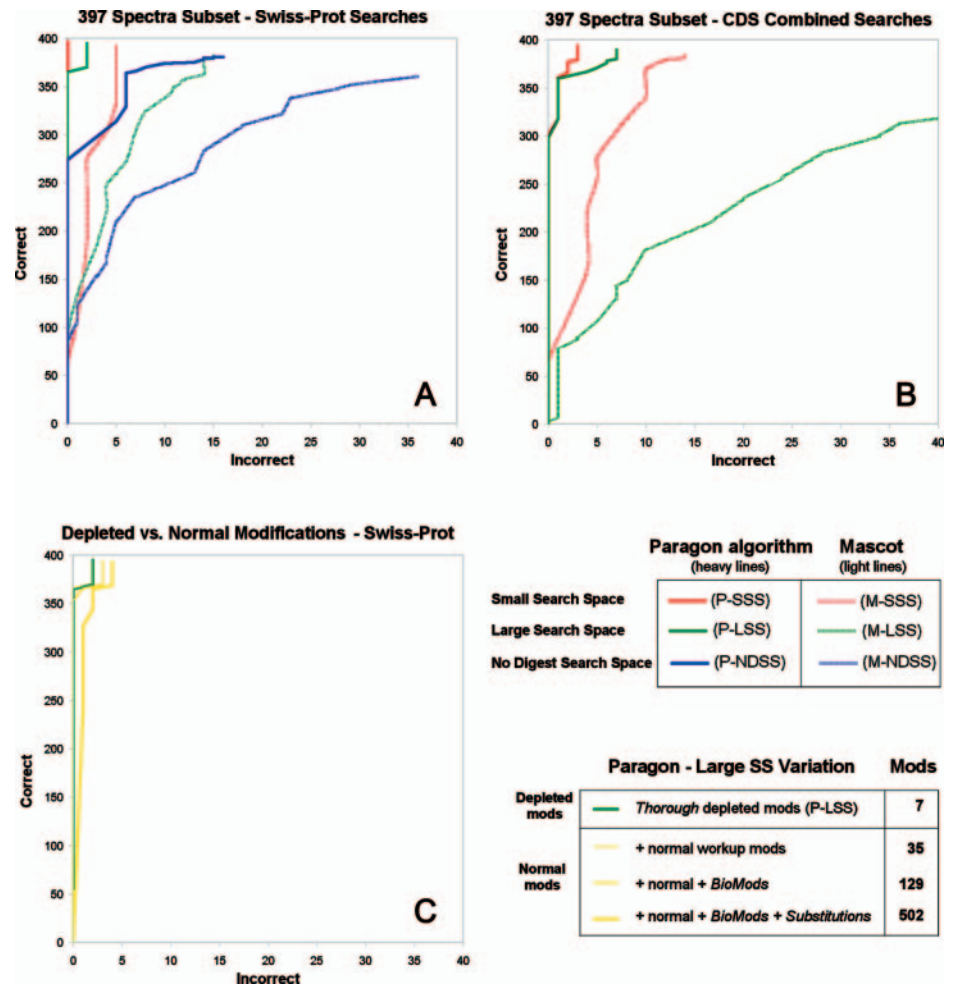 397 Spectra Subset - Swiss-Prot Searches
400
350
300
250
200
150
100
50
0
Correct
0 5 10 15 20 25 30 35 40
Incorrect
A
397 Spectra Subset - CDS Combined Searches
400
350
300
250
200
150
100
50
0
Correct
0 5 10 15 20 25 30 35 40
Incorrect
B
Depleted vs. Normal Modifications - Swiss-Prot
400
350
300
250
200
150
100
50
0
Correct
0 5 10 15 20 25 30 35 40
Incorrect
C
Paragon algorithm Mascot
(heavy lines) (light lines)
Small Search Space (P-SSS) (M-SSS)
Large Search Space (P-LSS) (M-LSS)
No Digest Search Space (P-NDSS) (M-NDSS)
Paragon - Large SS Variation Mods
Depleted mods
Thorough depleted mods (P-LSS) 7
Normal mods
+ normal workup mods 35
+ normal + BioMods 129
+ normal + BioMods + Substitutions 502